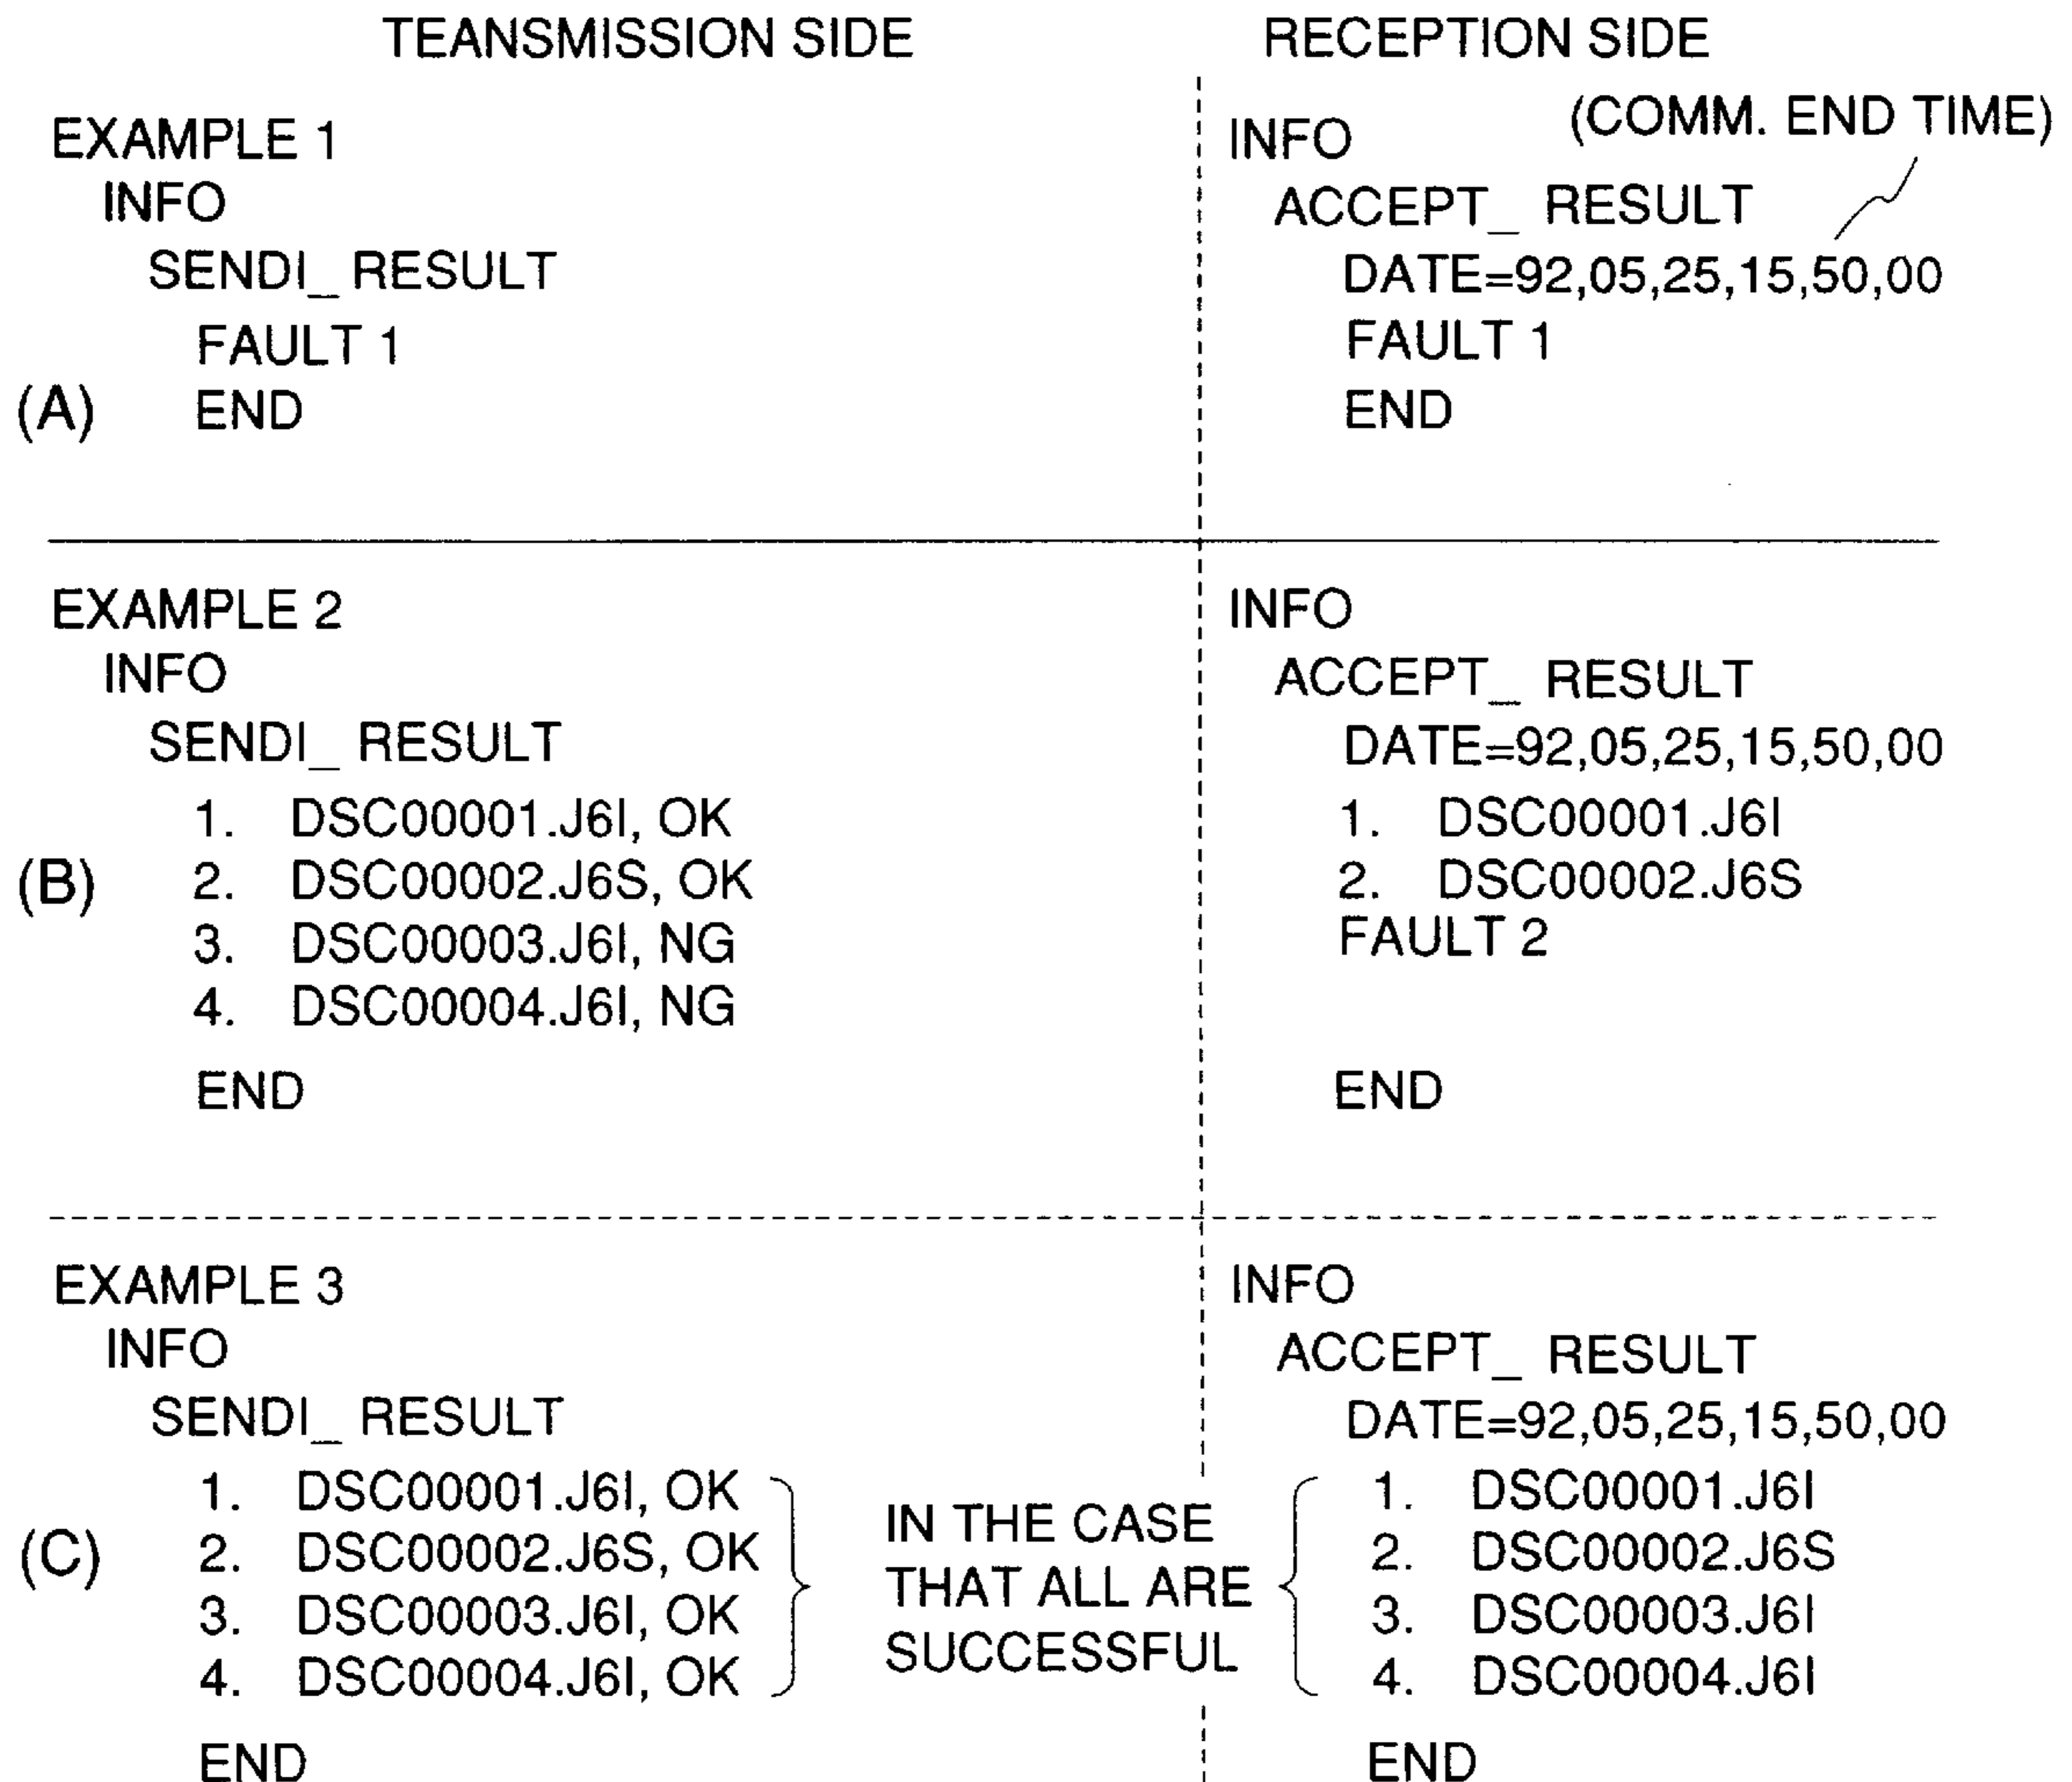 TEANSMISSION SIDE
RECEPTION SIDE
EXAMPLE 1
INFO
SENDI_ RESULT
FAULT 1
(A) END
INFO
(COMM. END TIME)
ACCEPT_ RESULT
DATE=92,05,25,15,50,00
FAULT 1
END
EXAMPLE 2
INFO
SENDI_ RESULT
1. DSC00001.J6I, OK
(B) 2. DSC00002.J6S, OK
3. DSC00003.J6I, NG
4. DSC00004.J6I, NG
END
INFO
ACCEPT_ RESULT
DATE=92,05,25,15,50,00
1. DSC00001.J6I
2. DSC00002.J6S
FAULT 2
END
EXAMPLE 3
INFO
SENDI_ RESULT
1. DSC00001.J6I, OK
(C) 2. DSC00002.J6S, OK
3. DSC00003.J6I, OK
4. DSC00004.J6I, OK
END
IN THE CASE
THAT ALL ARE
SUCCESSFUL
INFO
ACCEPT_ RESULT
DATE=92,05,25,15,50,00
1. DSC00001.J6I
2. DSC00002.J6S
3. DSC00003.J6I
4. DSC00004.J6I
END